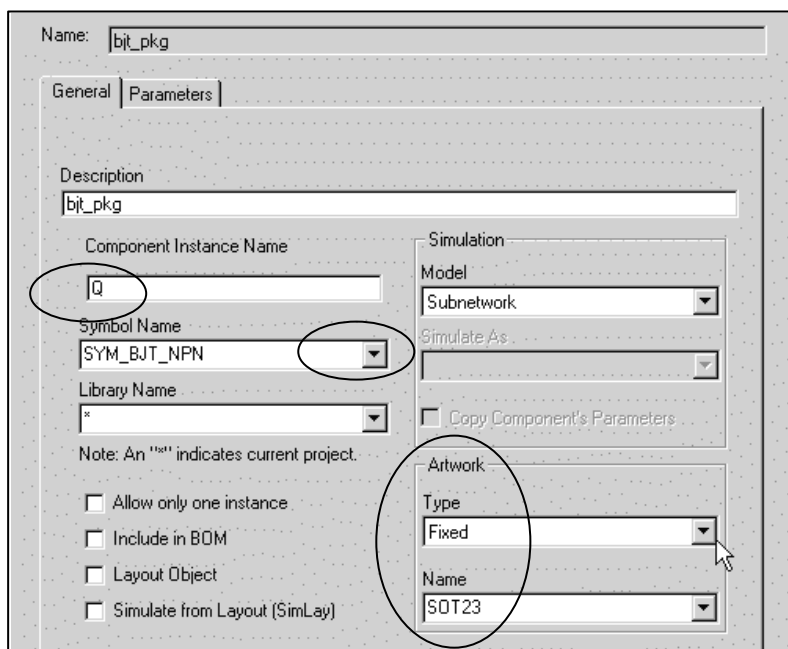 Name: bjt_pkg
General Parameters
Description
bjt_pkg
Component Instance Name
Q
Symbol Name
SYM_BJT_NPN
Library Name
*
Note: An "*" indicates current project.
Allow only one instance
Include in BOM
Layout Object
Simulate from Layout (SimLay)
Simulation
Model
Subnetwork
Simulate As
Copy Component's Parameters
Artwork
Type
Fixed
Name
SOT23